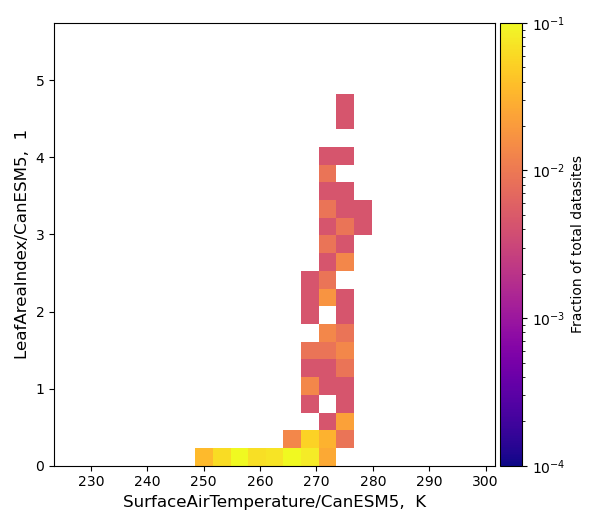 LeafAreaIndex/CanESM5,  1
5
4
3
2
1
0
230 240 250 260 270 280 290 300
SurfaceAirTemperature/CanESM5,  K
10⁻¹
10⁻²
10⁻³
10⁻⁴
Fraction of total datasites